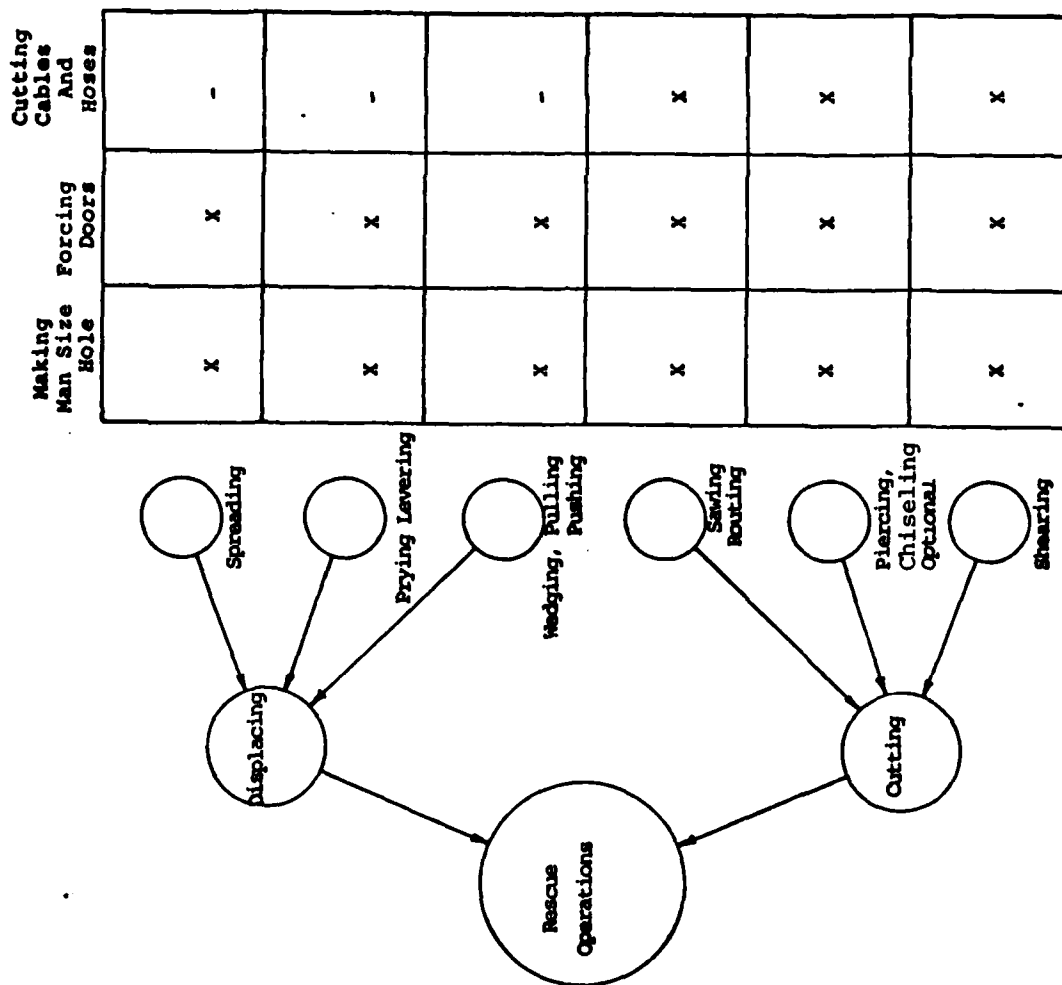 Making
Man Size
Hole
Forcing
Doors
Cutting
Cables
And
Hoses
Spreading
X X -
Prying Levering
X X -
Wedging, Pulling
Pushing
X X -
Sawing
Routing
X X X
Piercing,
Chiseling
Optional
X X X
Shearing
X X X
Displacing
Cutting
Rescue
Operations